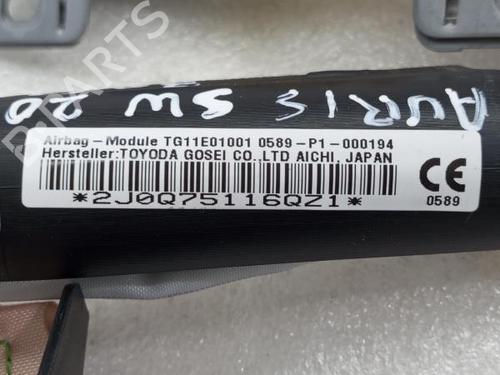 B-PARTS
AURIS SW 20
Airbag-Module TG11E01001 0589-P1-000194
Hersteller:TOYODA GOSEI CO.,LTD AICHI, JAPAN
*2J0Q75116QZ1*
CE
0589